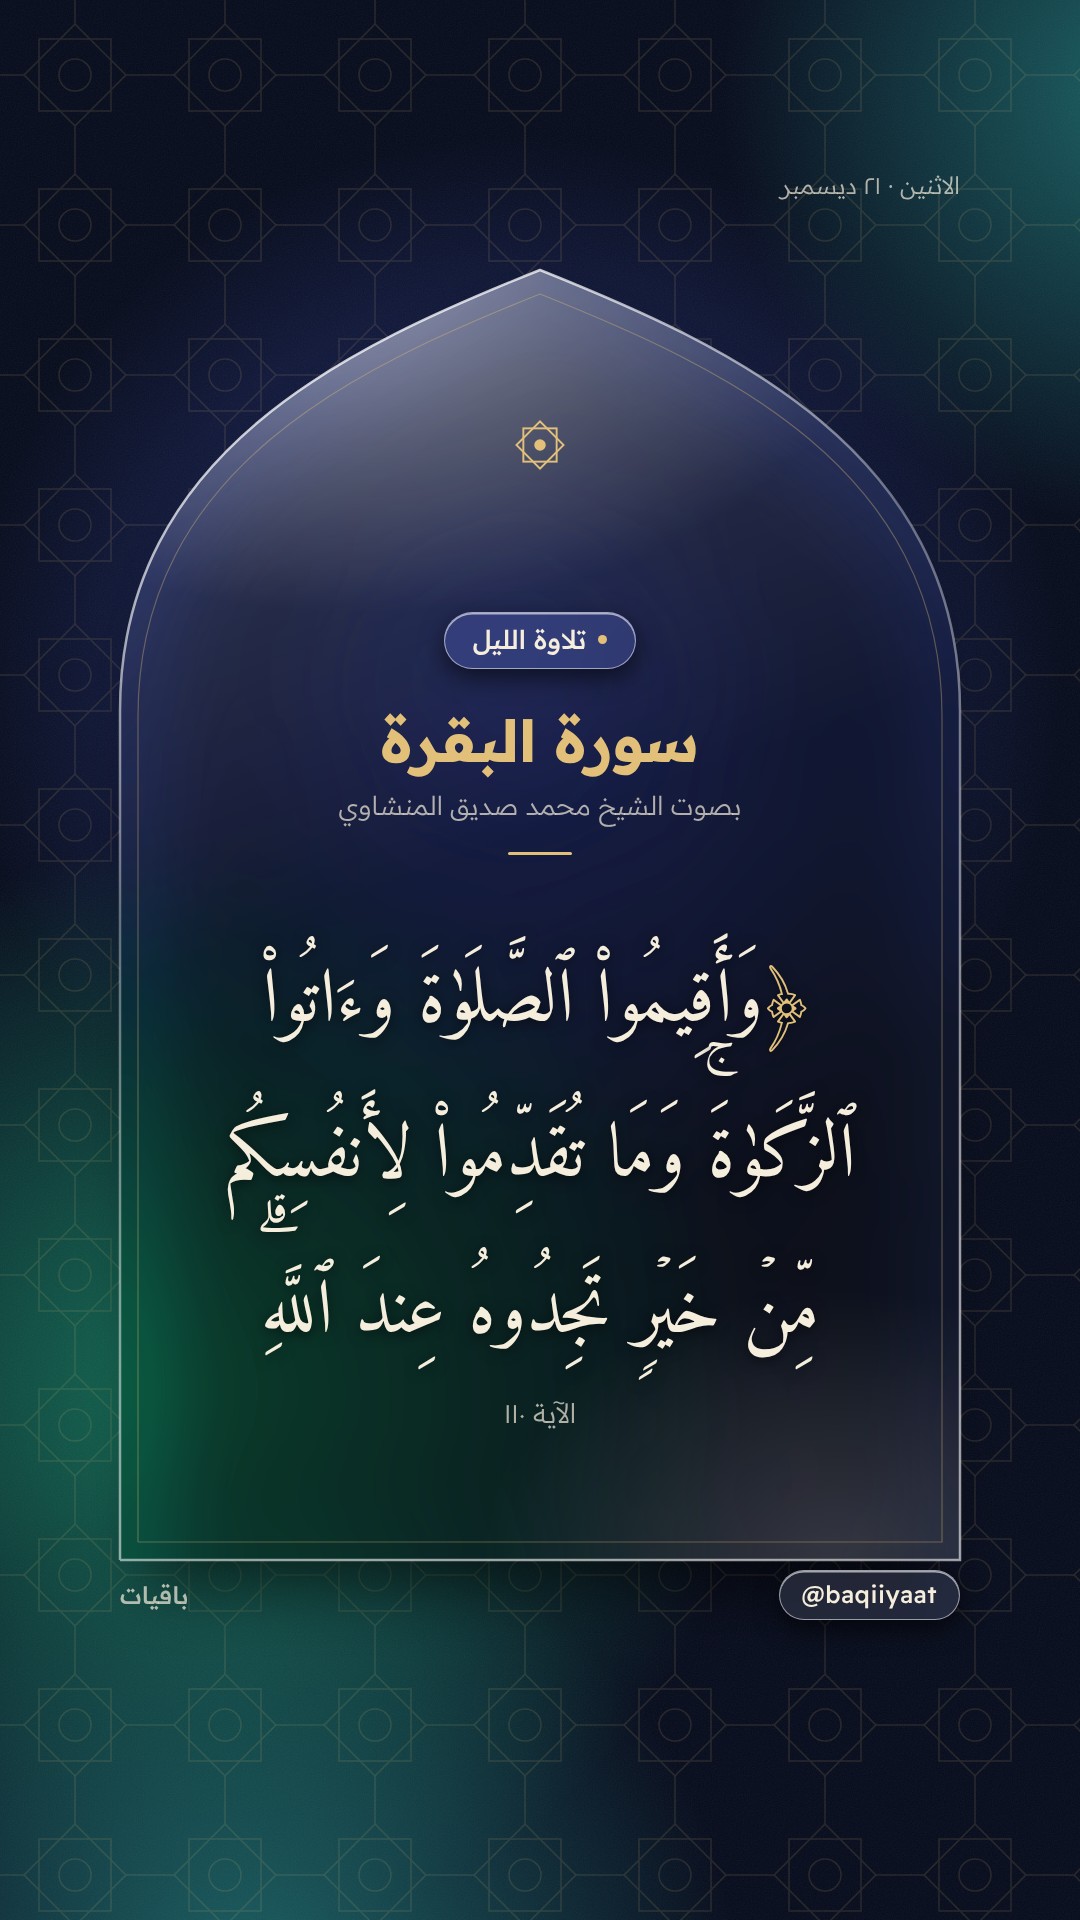 الاثنين · ٢١ ديسمبر
تلاوة الليل
سورة البقرة
بصوت الشيخ محمد صديق المنشاوي
﴿وَأَقِيمُوا۟ ٱلصَّلَوٰةَ وَءَاتُوا۟
ٱلزَّكَوٰةَ ۚ وَمَا تُقَدِّمُوا۟ لِأَنفُسِكُم
مِّنْ خَيْرٍ تَجِدُوهُ عِندَ ٱللَّهِ ۗ
الآية ١١٠
@baqiiyaat
باقيات